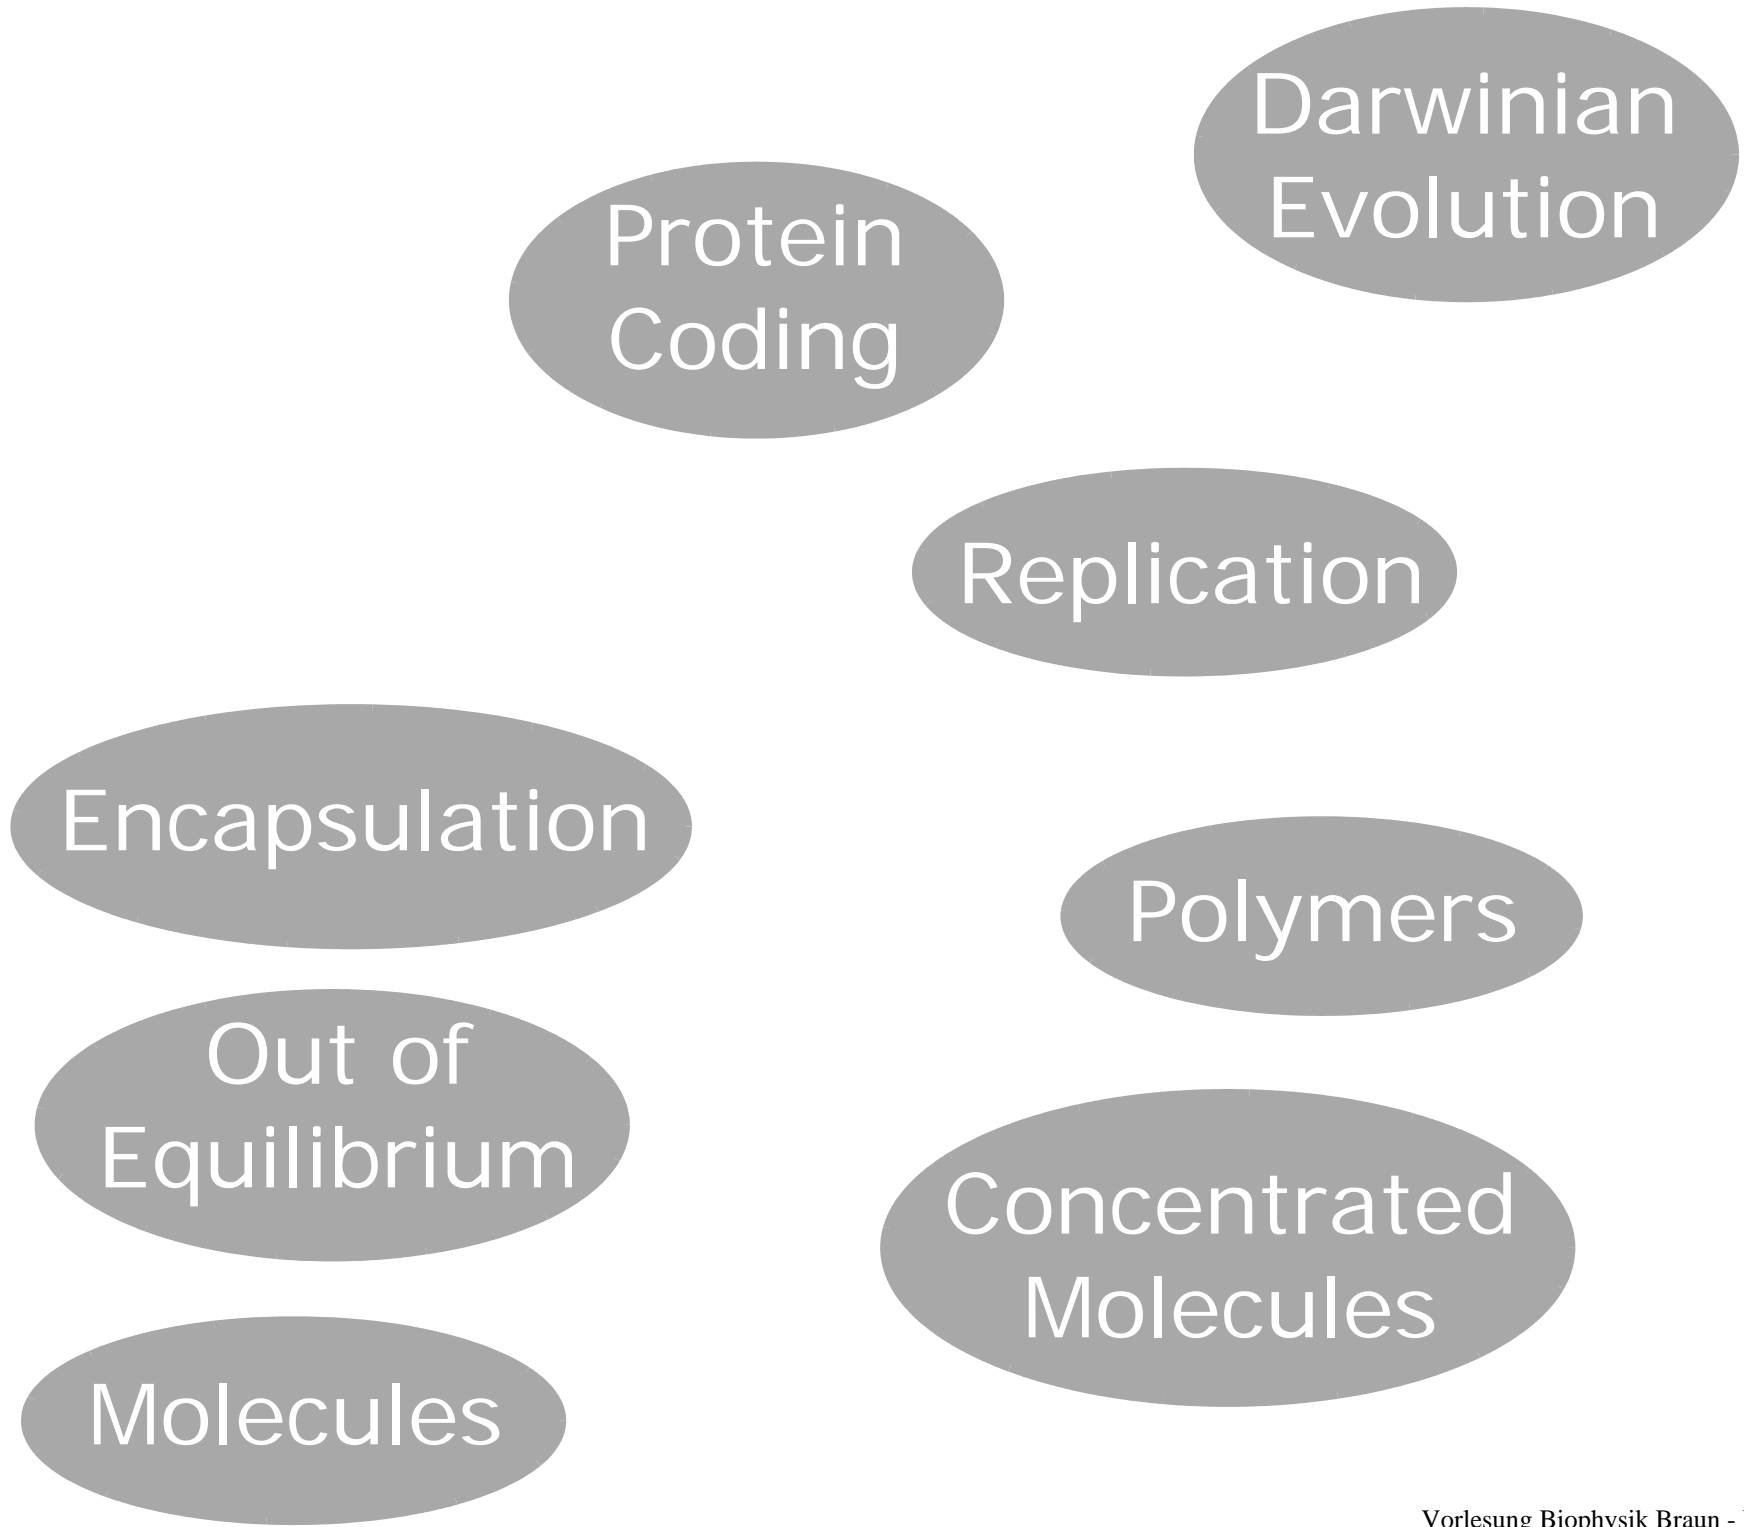 Darwinian
Evolution
Protein
Coding
Replication
Encapsulation
Polymers
Out of
Equilibrium
Concentrated
Molecules
Molecules
Vorlesung Biophysik Braun -